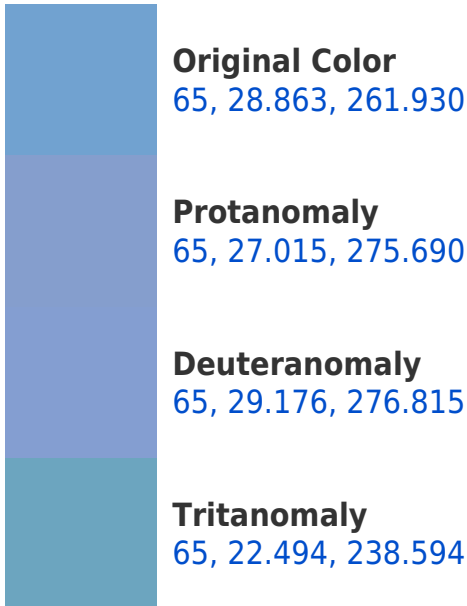 Original Color
65, 28.863, 261.930
Protanomaly
65, 27.015, 275.690
Deuteranomaly
65, 29.176, 276.815
Tritanomaly
65, 22.494, 238.594